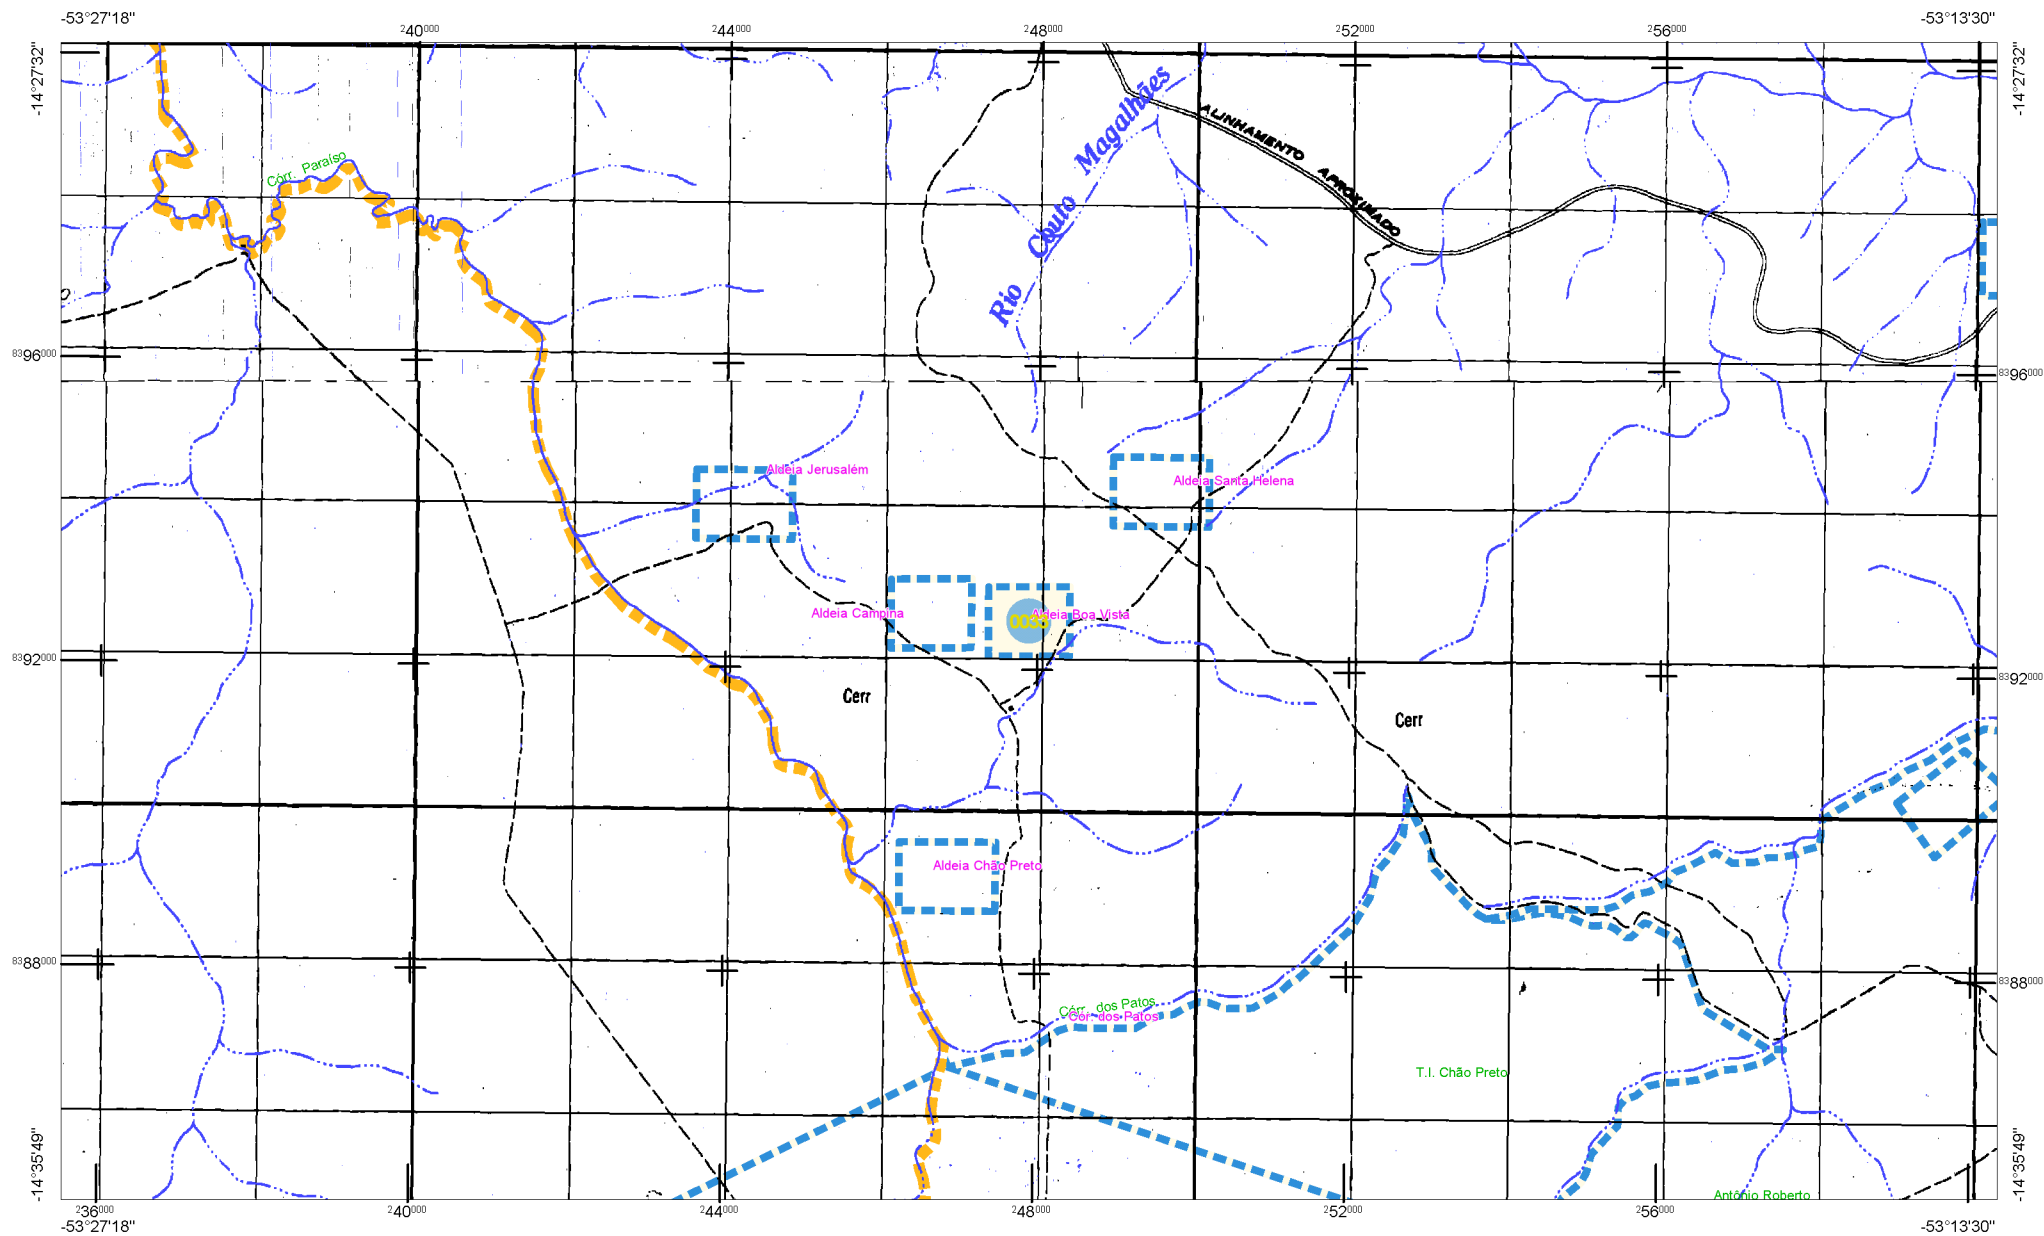 -53°27'18" -53°13'30"
240000 244000 248000 252000 256000
-14°27'32" -14°27'32"
Rio Couto Magalhães
ALINHAMENTO APROXIMADO
Córr. Paraíso
8396000 8396000
Aldeia Jerusalém
Aldeia Santa Helena
Aldeia Campina
Aldeia Boa Vista
8392000 8392000
Cerr
Cerr
Aldeia Chão Preto
8388000 8388000
Córr. dos Patos
Cór. dos Patos
T.I. Chão Preto
-14°35'49" -14°35'49"
Antônio Roberto
236000 240000 244000 248000 252000 256000
-53°27'18" -53°13'30"